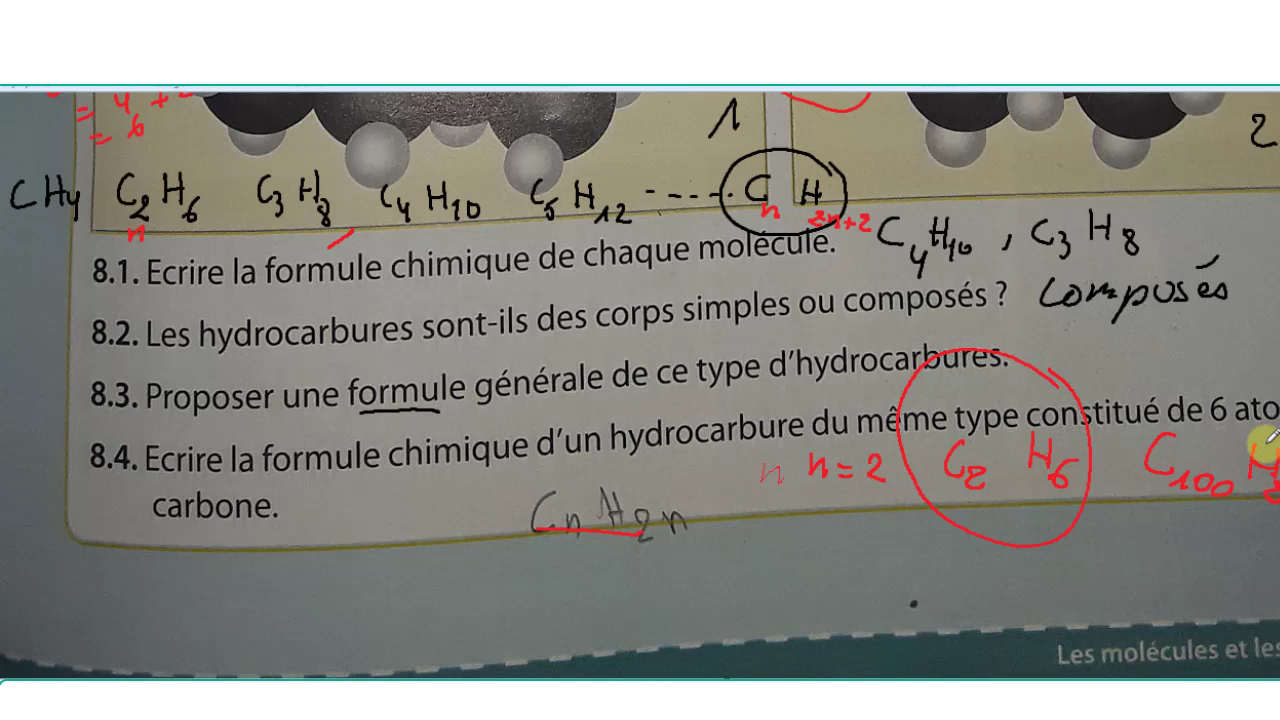 = 4 +
= 6
1
2
CH4 C2H6 C3H8 C4H10 C5H12 ----- CnH2n+2
n
8.1. Ecrire la formule chimique de chaque molécule. C4H10 , C3H8
8.2. Les hydrocarbures sont-ils des corps simples ou composés ? Composés
8.3. Proposer une formule générale de ce type d'hydrocarbures.
8.4. Ecrire la formule chimique d'un hydrocarbure du même type constitué de 6 ato
carbone.
n n = 2 C2 H6 C100 H2
CnH2n
Les molécules et les